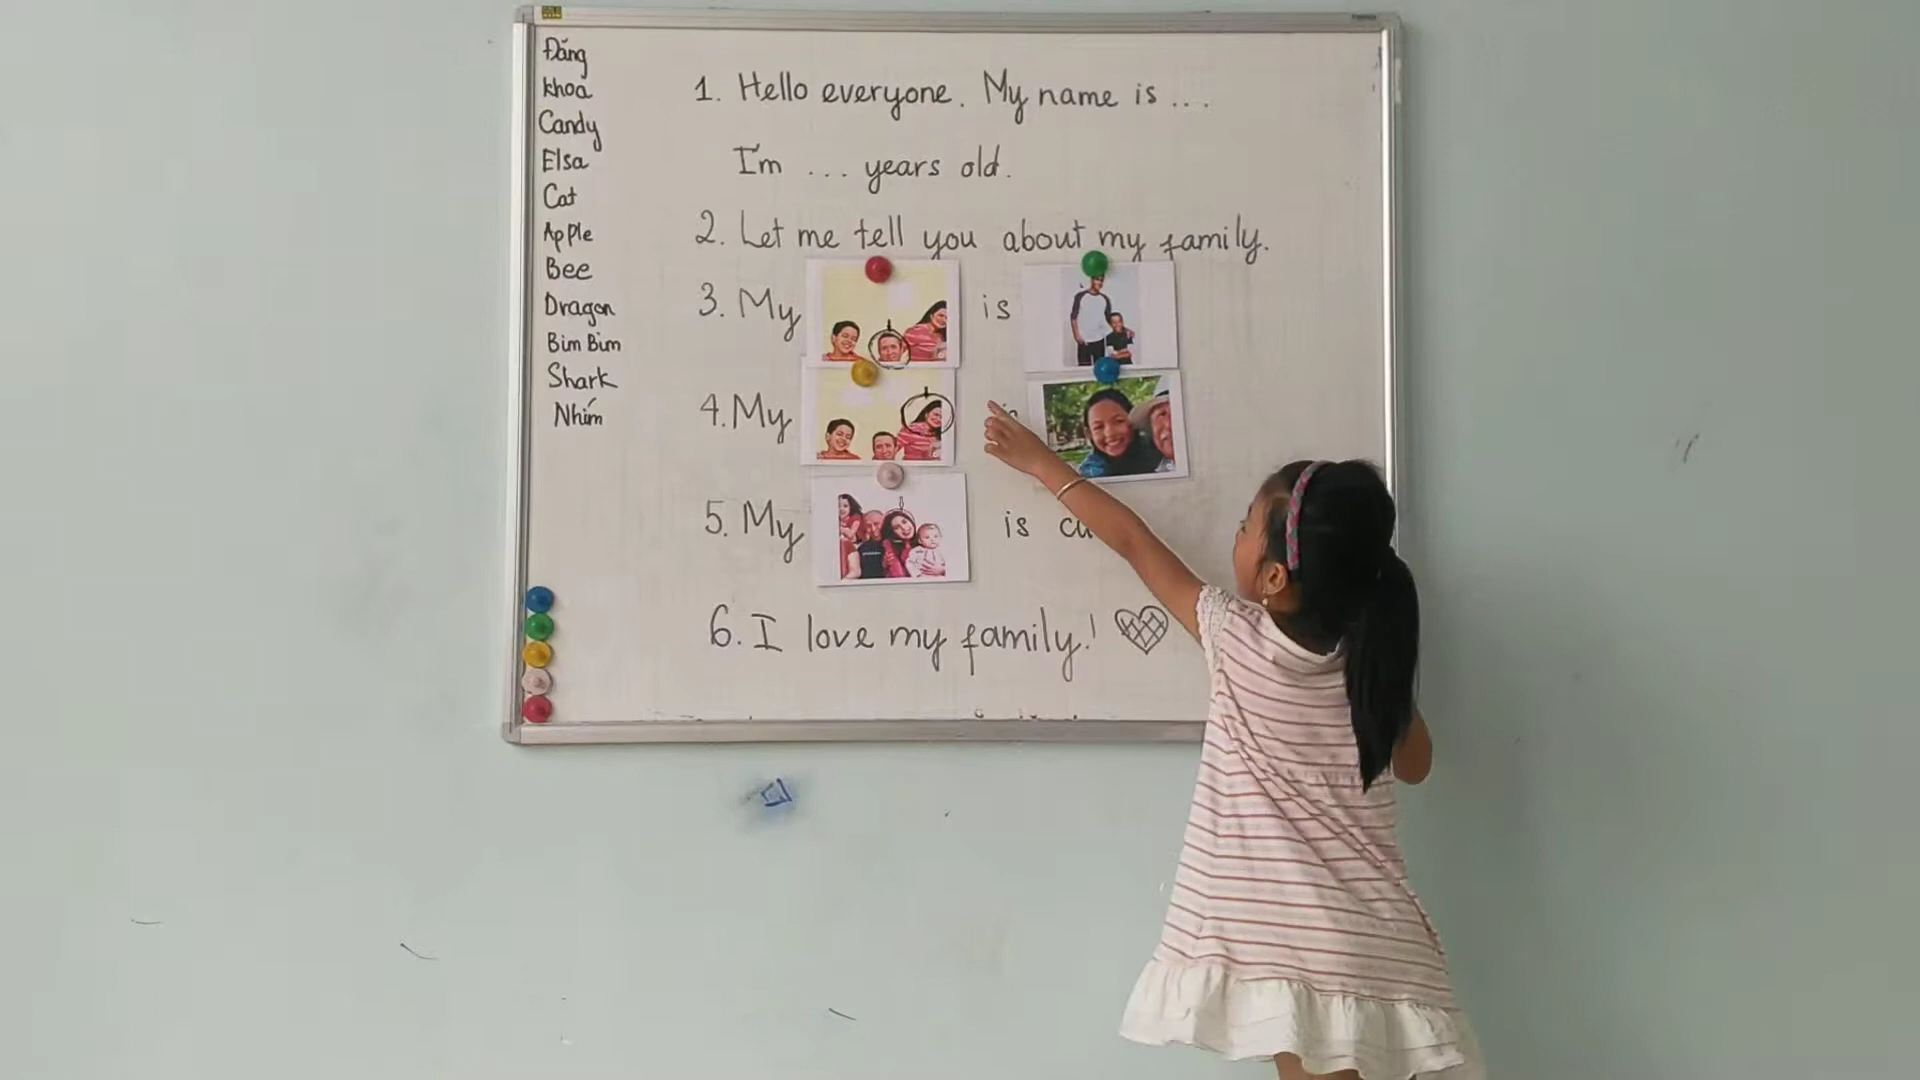 Đăng
Khoa
Candy
Elsa
Cat
Apple
Bee
Dragon
Bim Bim
Shark
Nhím
1. Hello everyone. My name is ...
I'm ... years old.
2. Let me tell you about my family.
3. My is
4. My
5. My is
6. I love my family!